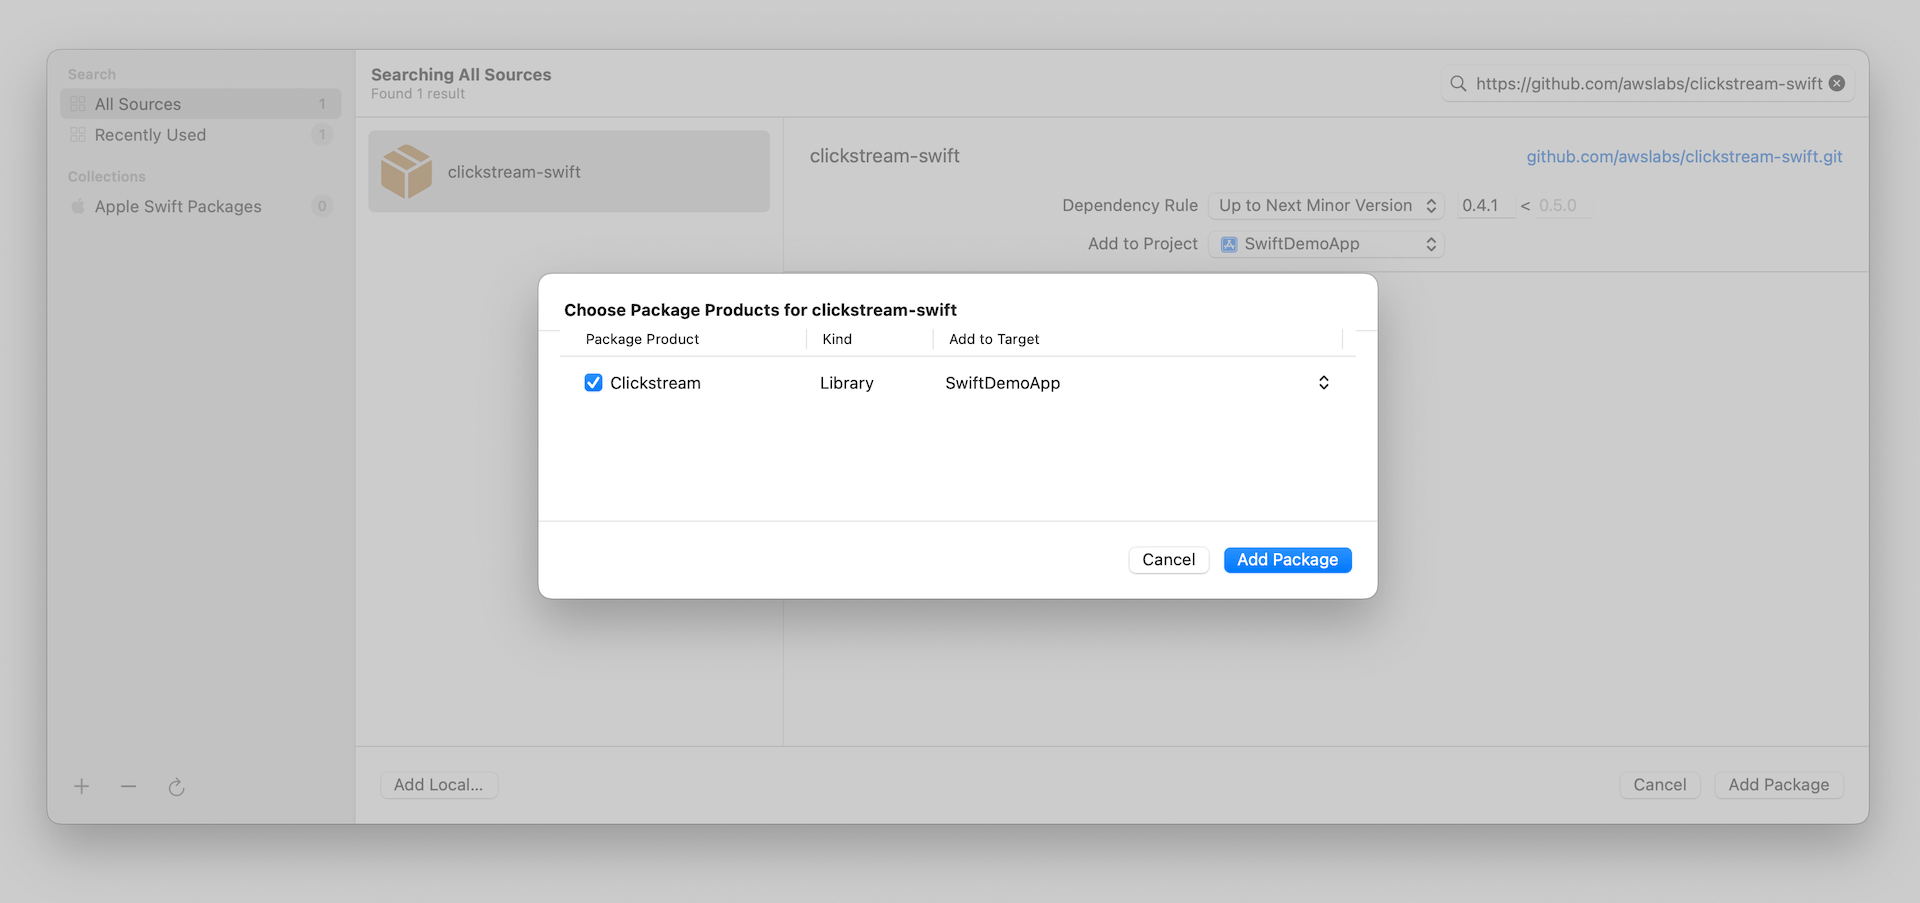 Search
All Sources 1
Recently Used 1
Collections
Apple Swift Packages 0
Searching All Sources
Found 1 result
https://github.com/awslabs/clickstream-swift
clickstream-swift
clickstream-swift
github.com/awslabs/clickstream-swift.git
Dependency Rule Up to Next Minor Version 0.4.1 < 0.5.0
Add to Project SwiftDemoApp
Choose Package Products for clickstream-swift
Package Product Kind Add to Target
Clickstream Library SwiftDemoApp
Cancel Add Package
Add Local... Cancel Add Package